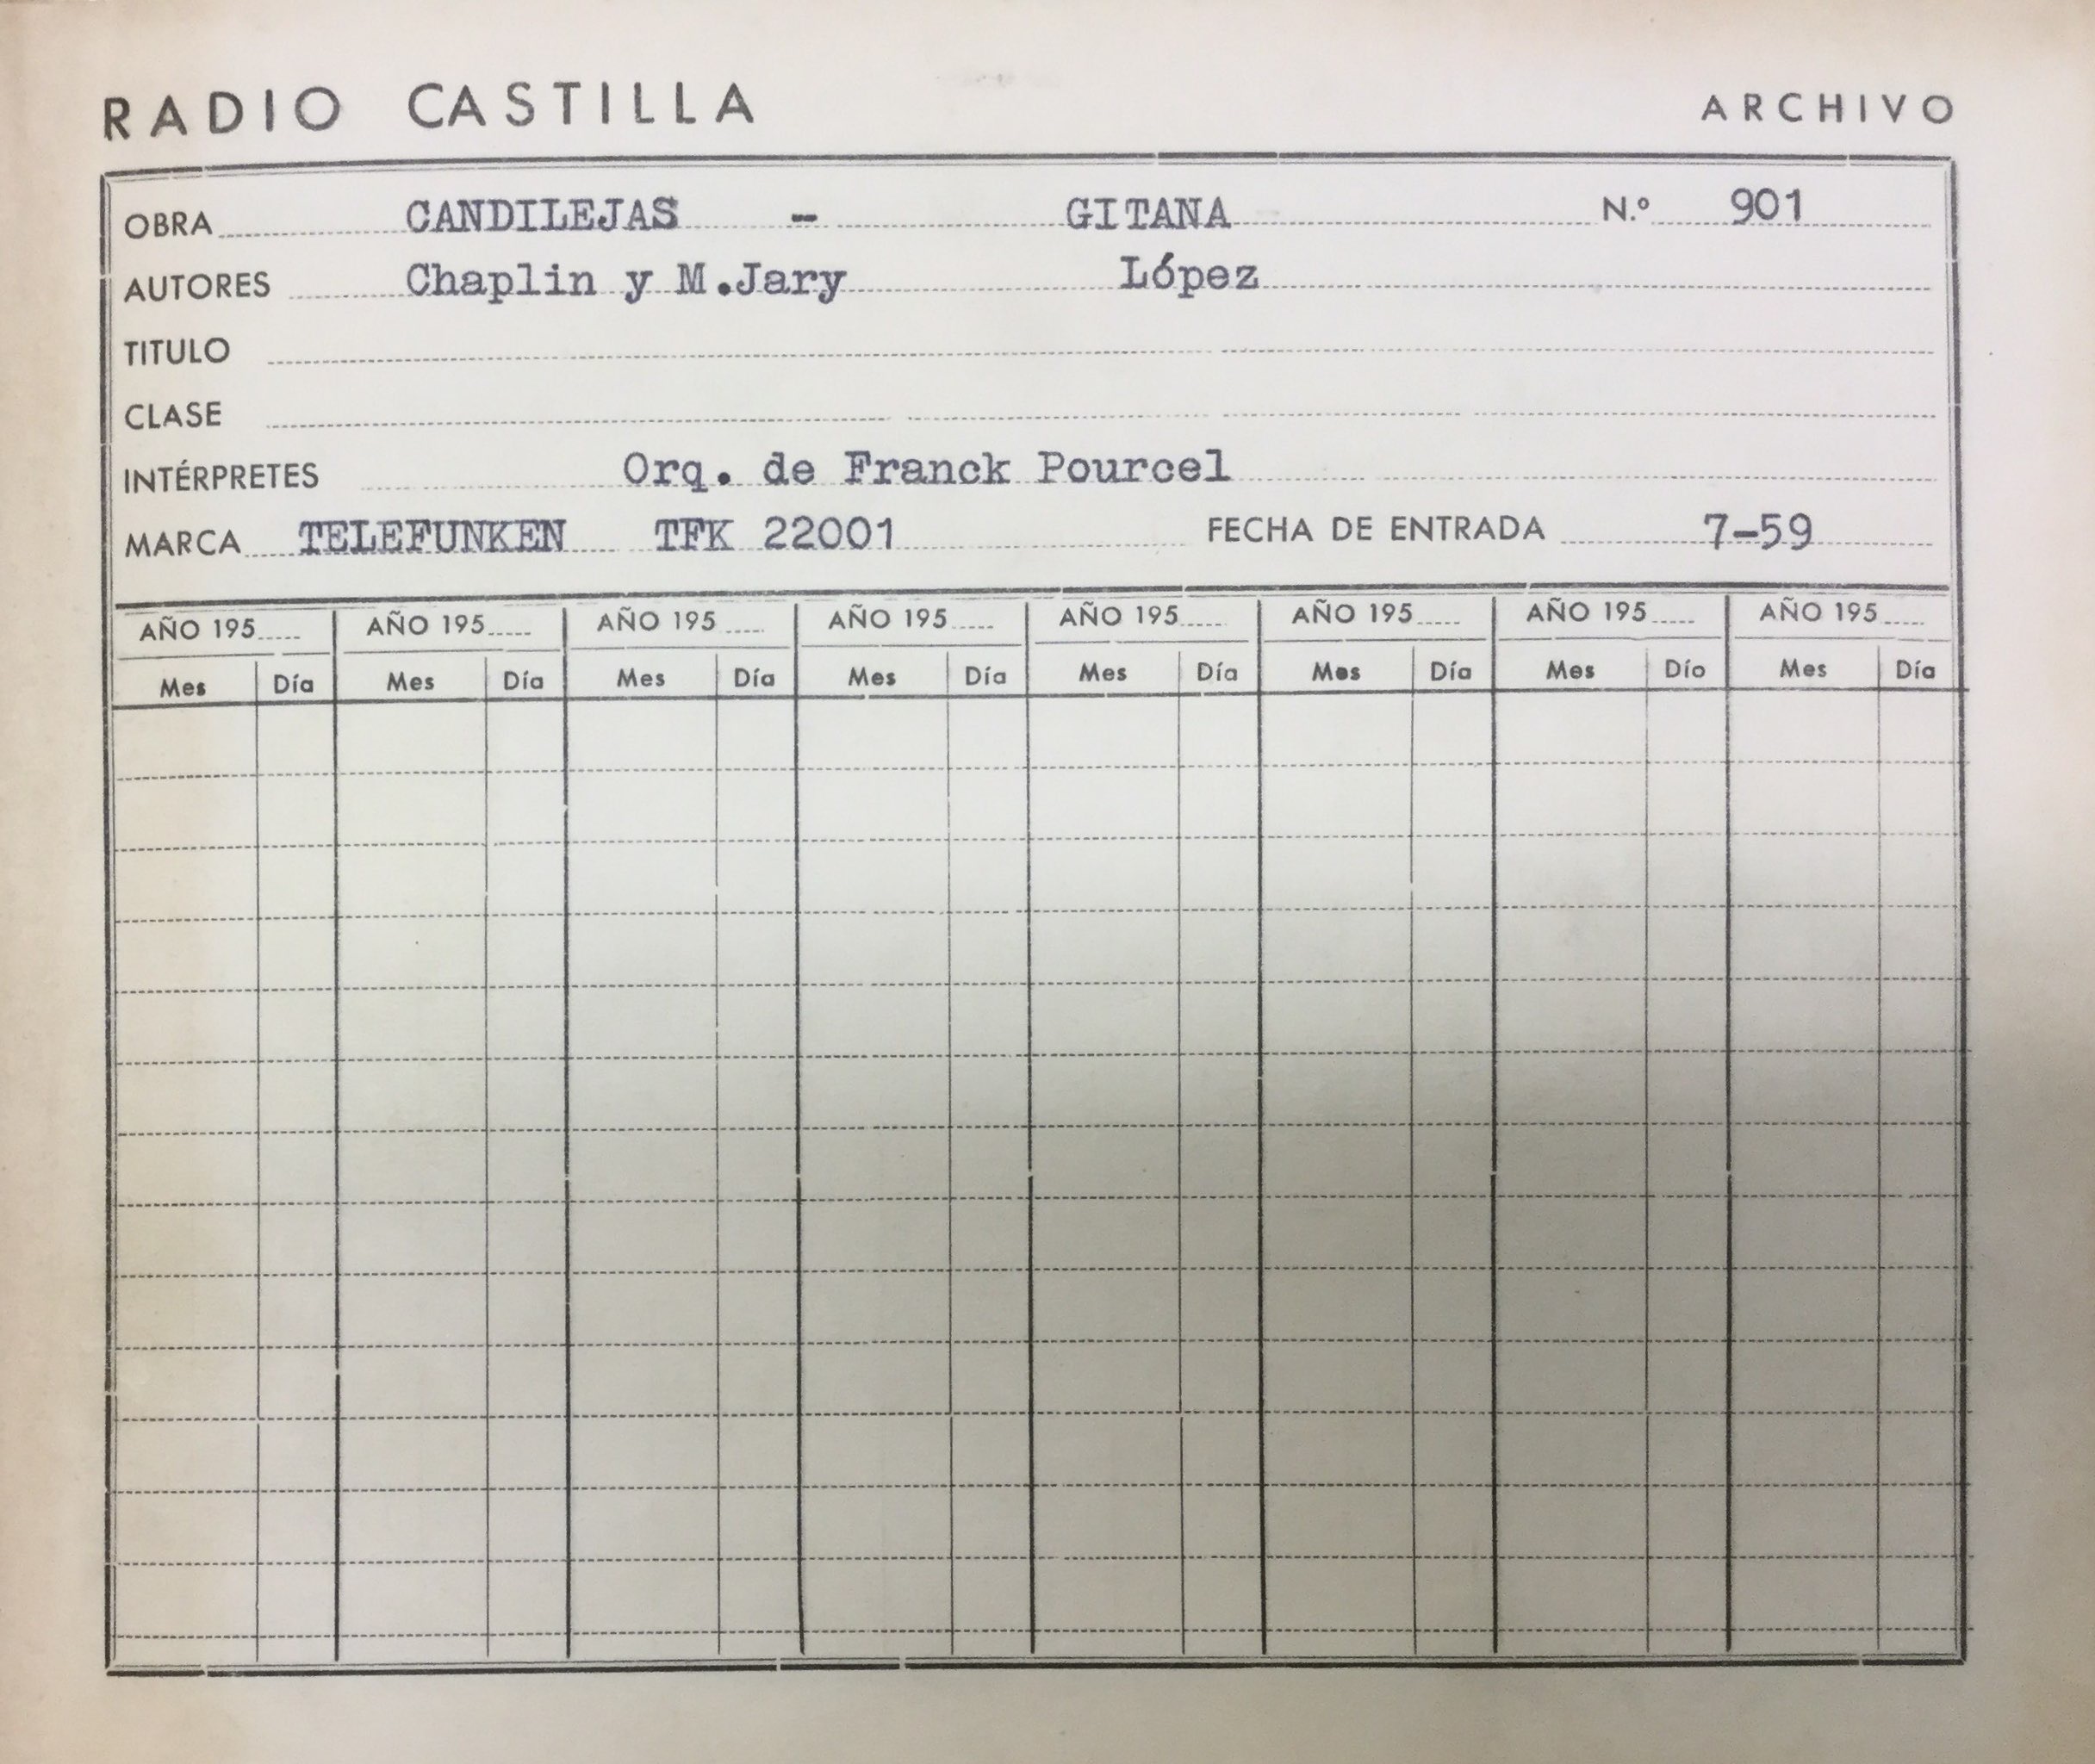 RADIO CASTILLA ARCHIVO
OBRA CANDILEJAS - GITANA N.º 901
AUTORES Chaplin y M.Jary López
TITULO
CLASE
INTÉRPRETES Orq. de Franck Pourcel
MARCA TELEFUNKEN TFK 22001 FECHA DE ENTRADA 7-59
AÑO 195 AÑO 195 AÑO 195 AÑO 195 AÑO 195 AÑO 195 AÑO 195 AÑO 195
Mes Día Mes Día Mes Día Mes Día Mes Día Mes Día Mes Dío Mes Día